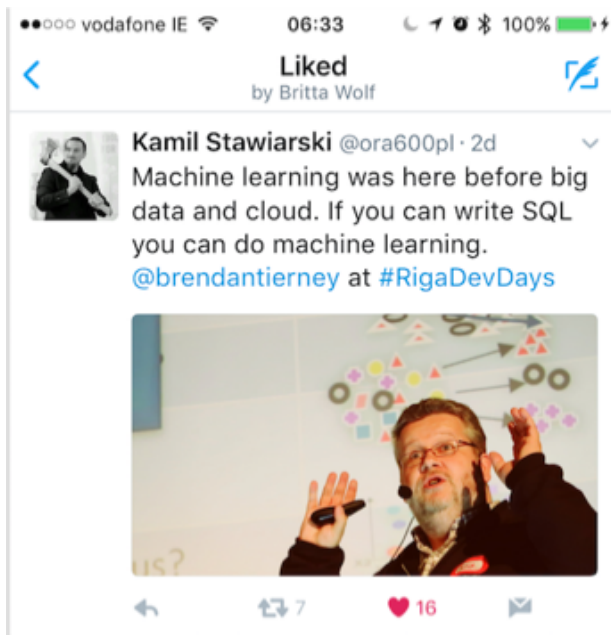 vodafone IE 06:33 100%
Liked
by Britta Wolf
Kamil Stawiarski @ora600pl · 2d
Machine learning was here before big
data and cloud. If you can write SQL
you can do machine learning.
@brendantierney at #RigaDevDays
us?
7 16